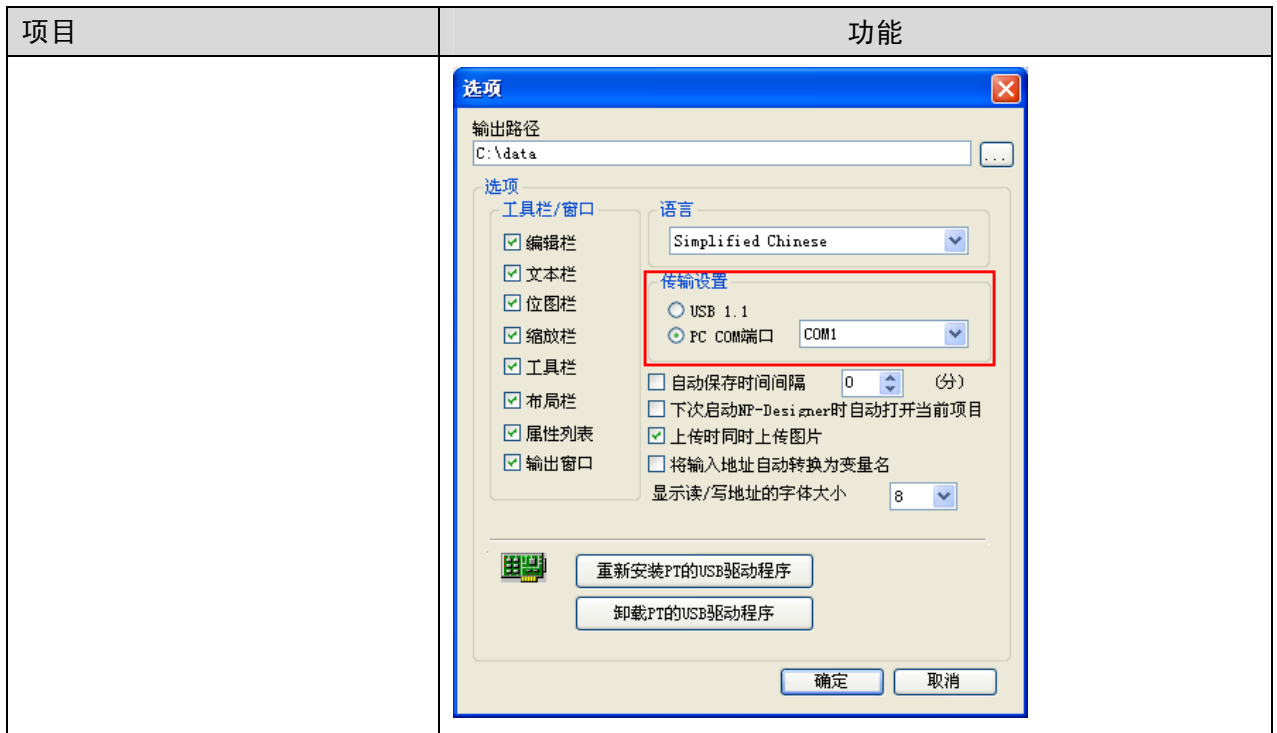 项目
功能
选项
输出路径
C:\data
...
选项
工具栏/窗口
编辑栏
文本栏
位图栏
缩放栏
工具栏
布局栏
属性列表
输出窗口
语言
Simplified Chinese
传输设置
USB 1.1
PC COM端口 COM1
自动保存时间间隔 0 (分)
下次启动NP-Designer时自动打开当前项目
上传时同时上传图片
将输入地址自动转换为变量名
显示读/写地址的字体大小 8
重新安装PT的USB驱动程序
卸载PT的USB驱动程序
确定 取消